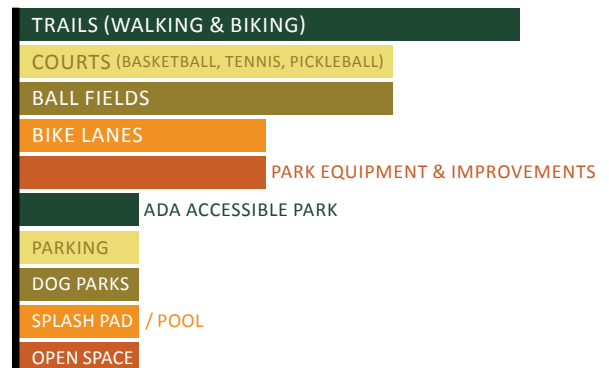 TRAILS (WALKING & BIKING)
COURTS (BASKETBALL, TENNIS, PICKLEBALL)
BALL FIELDS
BIKE LANES
PARK EQUIPMENT & IMPROVEMENTS
ADA ACCESSIBLE PARK
PARKING
DOG PARKS
SPLASH PAD / POOL
OPEN SPACE